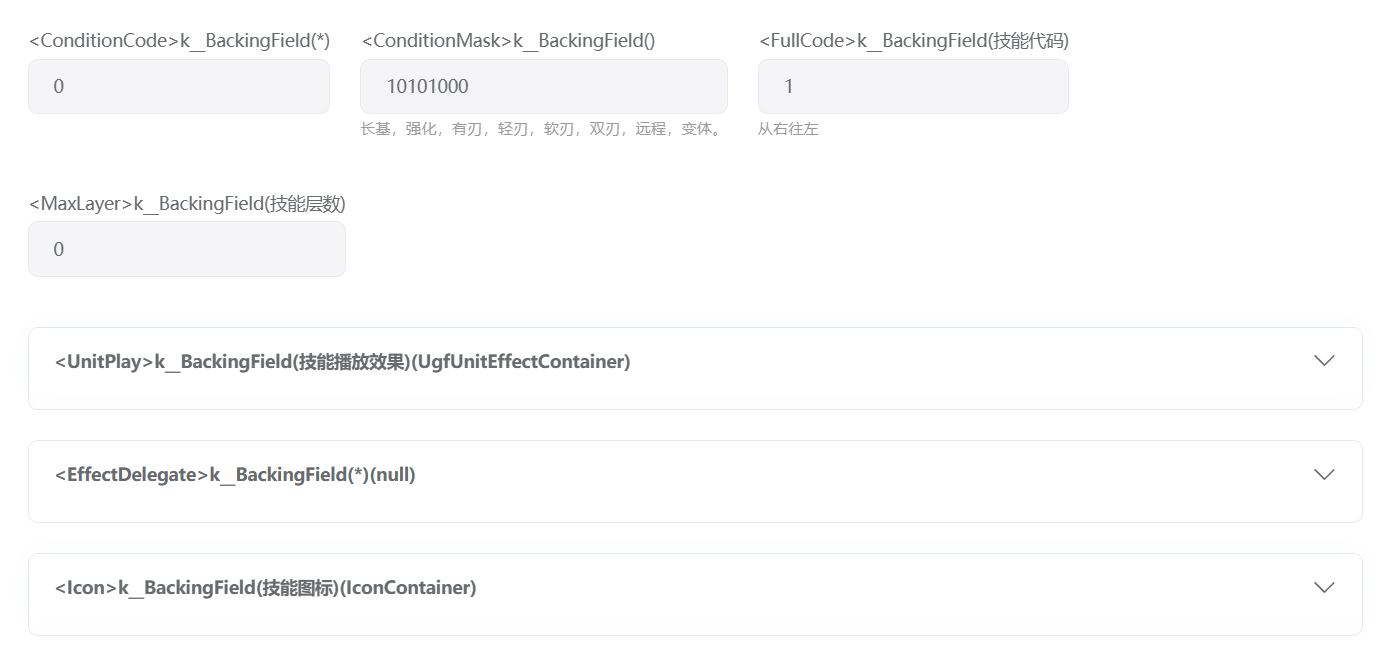 <ConditionCode>k__BackingField(*)
<ConditionMask>k__BackingField()
<FullCode>k__BackingField(技能代码)
0
10101000
1
长基，强化，有刃，轻刃，软刃，双刃，远程，变体。
从右往左
<MaxLayer>k__BackingField(技能层数)
0
<UnitPlay>k__BackingField(技能播放效果)(UgfUnitEffectContainer)
<EffectDelegate>k__BackingField(*)(null)
<Icon>k__BackingField(技能图标)(IconContainer)